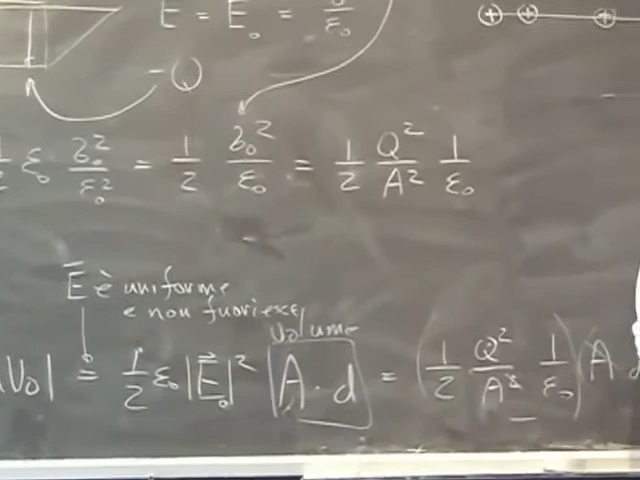 E = E₀ = σ/ε₀
-Q
1/2 ε₀ σ₀²/ε₀² = 1/2 σ₀²/ε₀ = 1/2 Q²/A² 1/ε₀
E è uniforme
e non fuoriesce
volume
|U₀| = 1/2 ε₀ |E⃗₀|² A · d = (1/2 Q²/A² 1/ε₀) A d